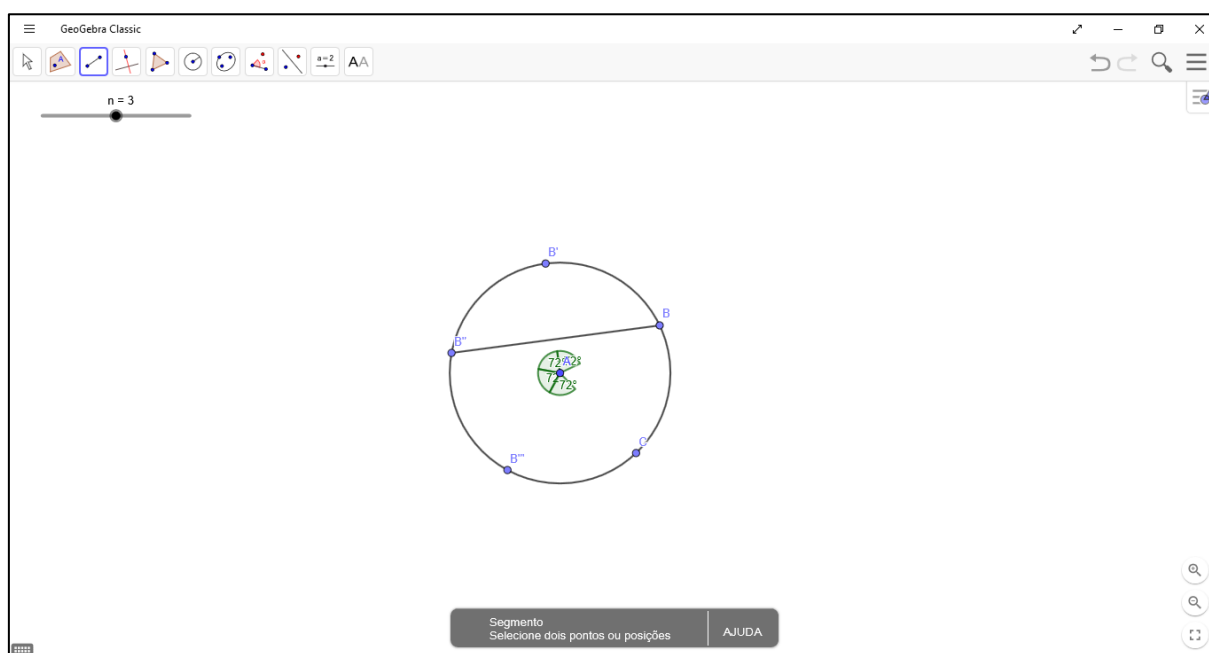 GeoGebra Classic
A
a=2
AA
n = 3
B'
B
B''
72° 72°
A
72°
72°
C
B'''
Segmento
Selecione dois pontos ou posições
AJUDA